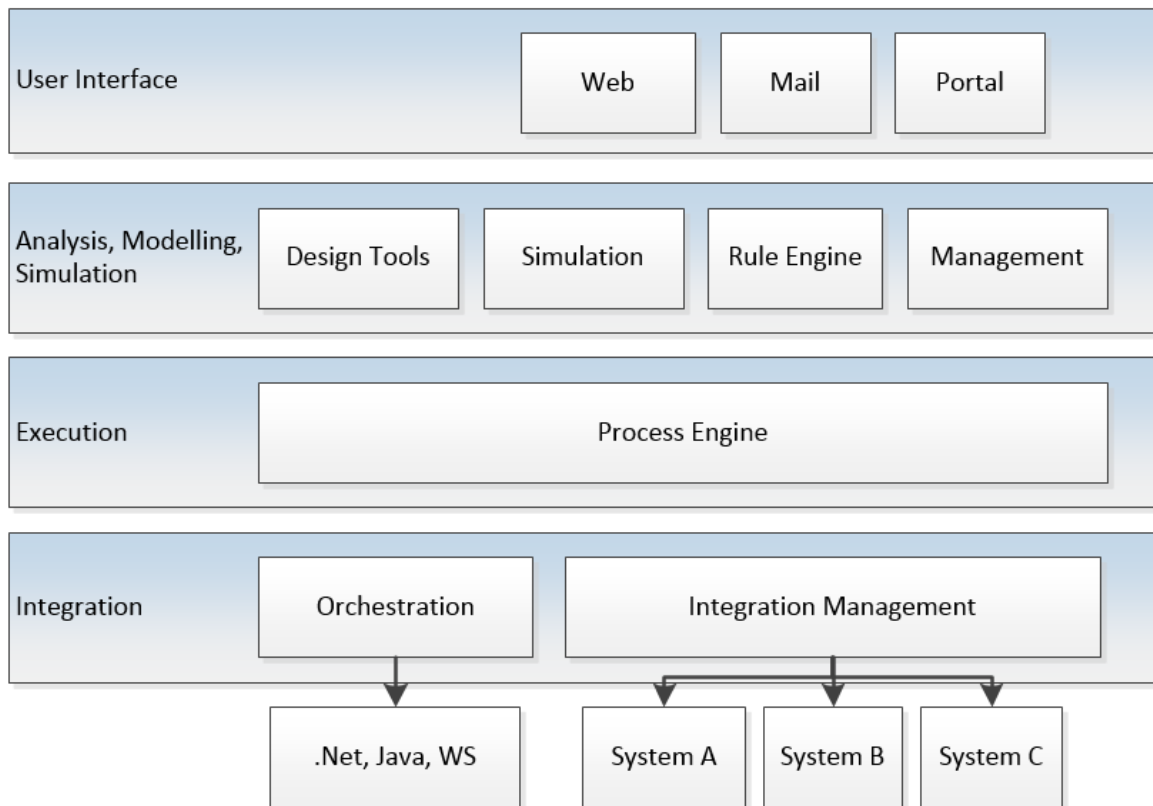 User Interface
Web
Mail
Portal
Analysis, Modelling,
Simulation
Design Tools
Simulation
Rule Engine
Management
Execution
Process Engine
Integration
Orchestration
Integration Management
.Net, Java, WS
System A
System B
System C